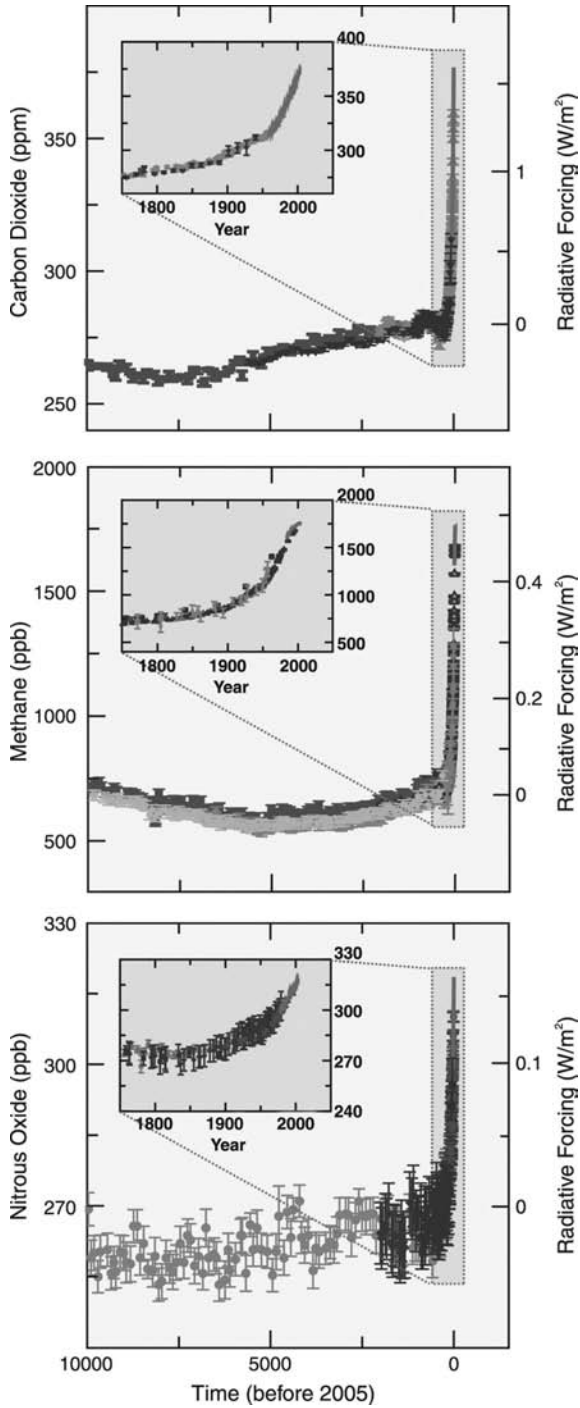 Carbon Dioxide (ppm)
350
300
250
400
350
300
1800 1900 2000
Year
1
0
Radiative Forcing (W/m²)
Methane (ppb)
2000
1500
1000
500
2000
1500
1000
500
1800 1900 2000
Year
0.4
0.2
0
Radiative Forcing (W/m²)
Nitrous Oxide (ppb)
330
300
270
330
300
270
240
1800 1900 2000
Year
0.1
0
Radiative Forcing (W/m²)
10000 5000 0
Time (before 2005)